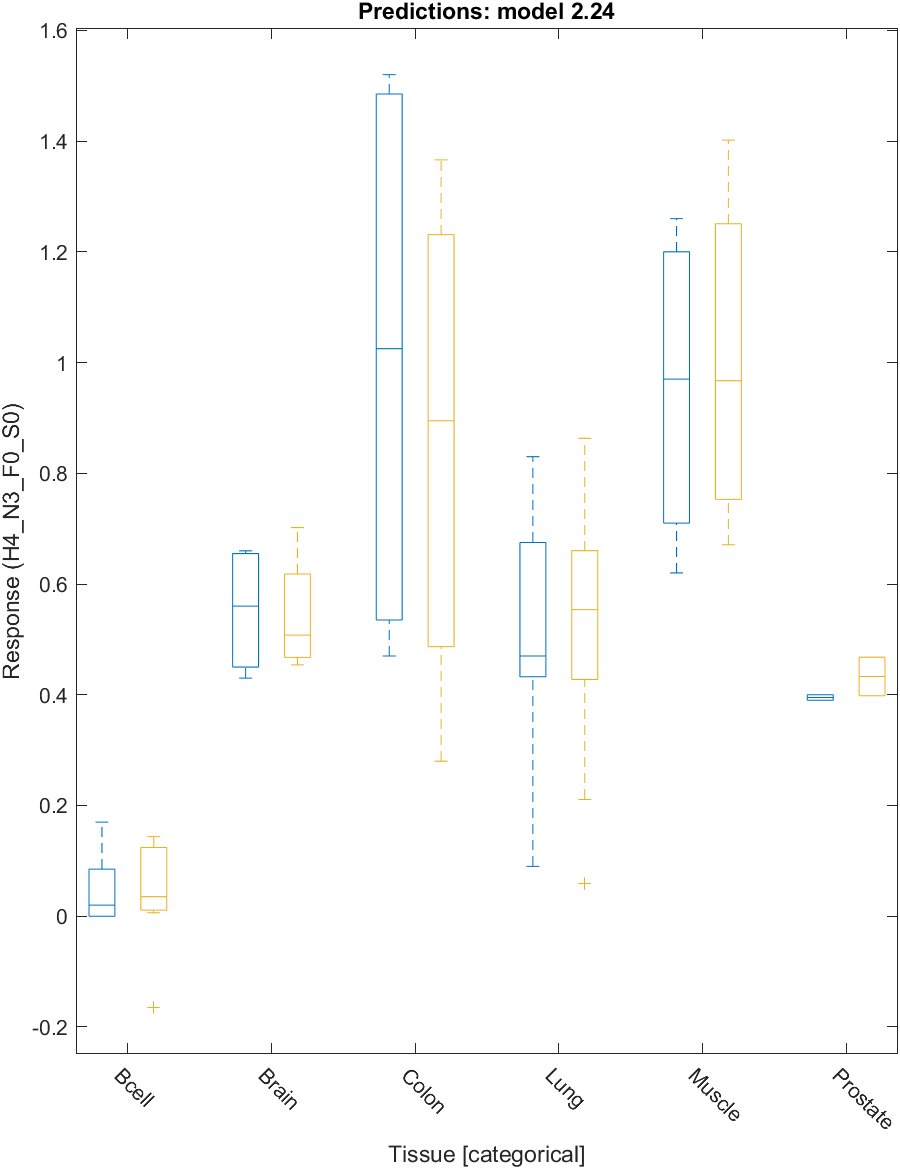 Predictions: model 2.24
1.6
1.4
1.2
1
0.8
0.6
0.4
0.2
0
-0.2
Response (H4_N3_F0_S0)
Bcell
Brain
Colon
Lung
Muscle
Prostate
Tissue [categorical]